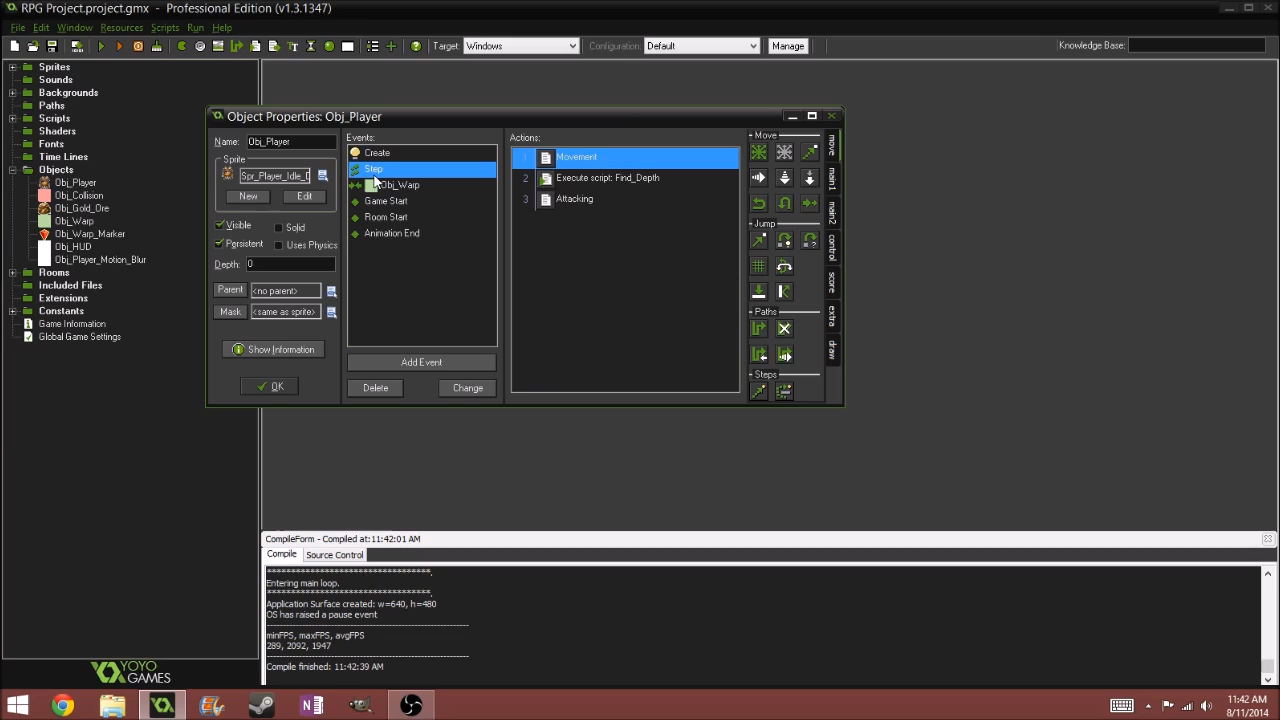 RPG Project.project.gmx - Professional Edition (v1.3.1347)
File Edit Window Resources Scripts Run Help
Target: Windows Configuration: Default Manage Knowledge Base:
Sprites
Sounds
Backgrounds
Paths
Scripts
Shaders
Fonts
Time Lines
Objects
Obj_Player
Obj_Collision
Obj_Gold_Ore
Obj_Warp
Obj_Warp_Marker
Obj_HUD
Obj_Player_Motion_Blur
Rooms
Included Files
Extensions
Constants
Game Information
Global Game Settings
YOYO
GAMES
Object Properties: Obj_Player
Name: Obj_Player
Sprite
Spr_Player_Idle_D
New Edit
Visible Solid
Persistent Uses Physics
Depth: 0
Parent <no parent>
Mask <same as sprite>
Show Information
OK
Events:
Create
Step
Obj_Warp
Game Start
Room Start
Animation End
Add Event
Delete Change
Actions:
1 Movement
2 Execute script: Find_Depth
3 Attacking
Move
Jump
Paths
Steps
move
main1
main2
control
score
extra
draw
CompileForm - Compiled at:11:42:01 AM
Compile Source Control
***********************************.
Entering main loop.
***********************************.
Application Surface created: w=640, h=480
OS has raised a pause event
----------------------------------------------------
minFPS, maxFPS, avgFPS
289, 2092, 1947
----------------------------------------------------
Compile finished: 11:42:39 AM
11:42 AM
8/11/2014